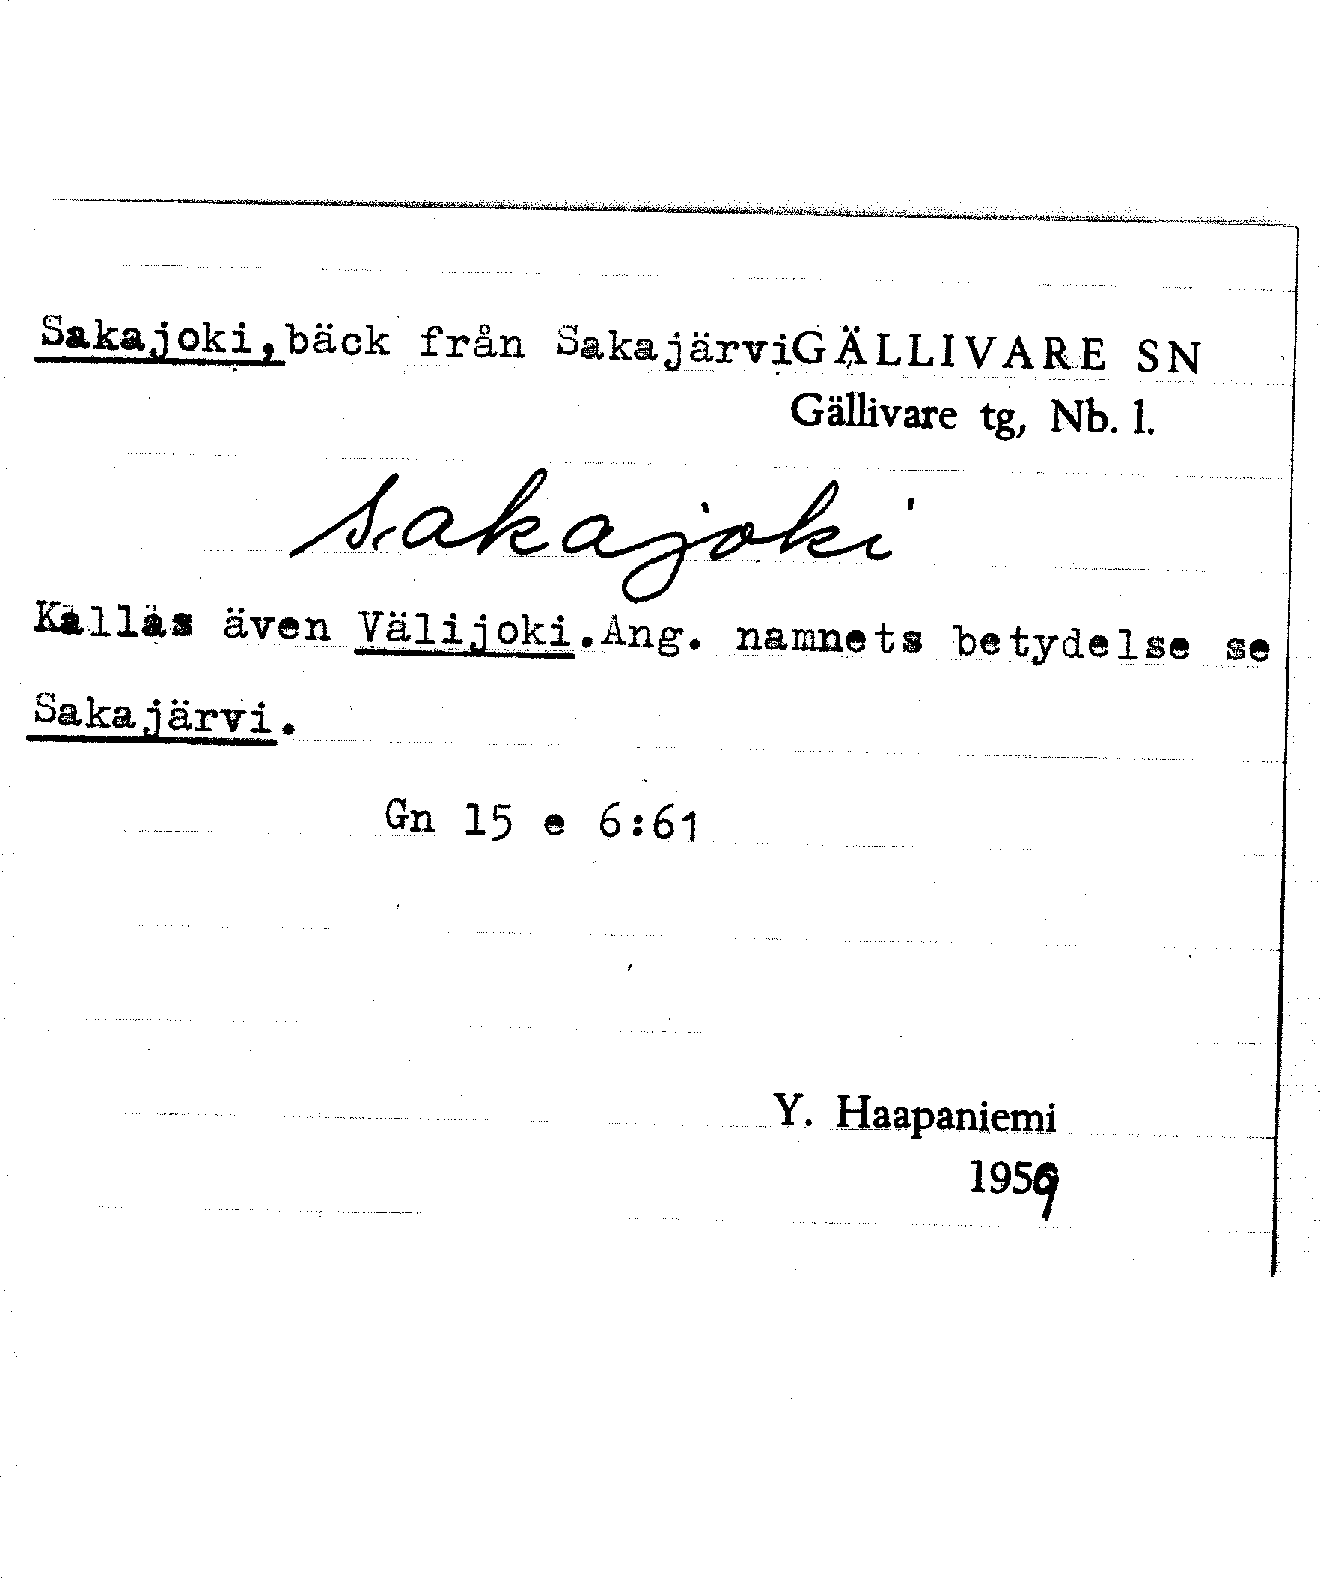 Sakajoki, bäck från Sakajärvi GÄLLIVARE SN
Gällivare tg, Nb. l.
sakajoki
Kallas även Välijoki. Ang. namnets betydelse se
Sakajärvi.
Gn 15 e 6:61
Y. Haapaniemi
1959